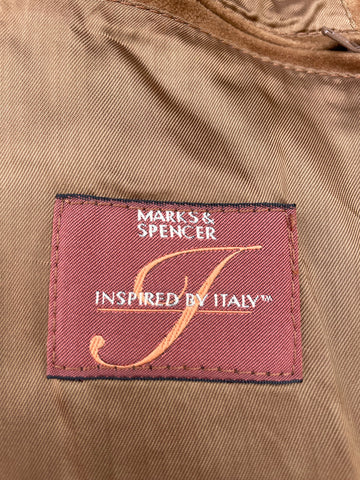 MARKS &
SPENCER
I
INSPIRED BY ITALY™